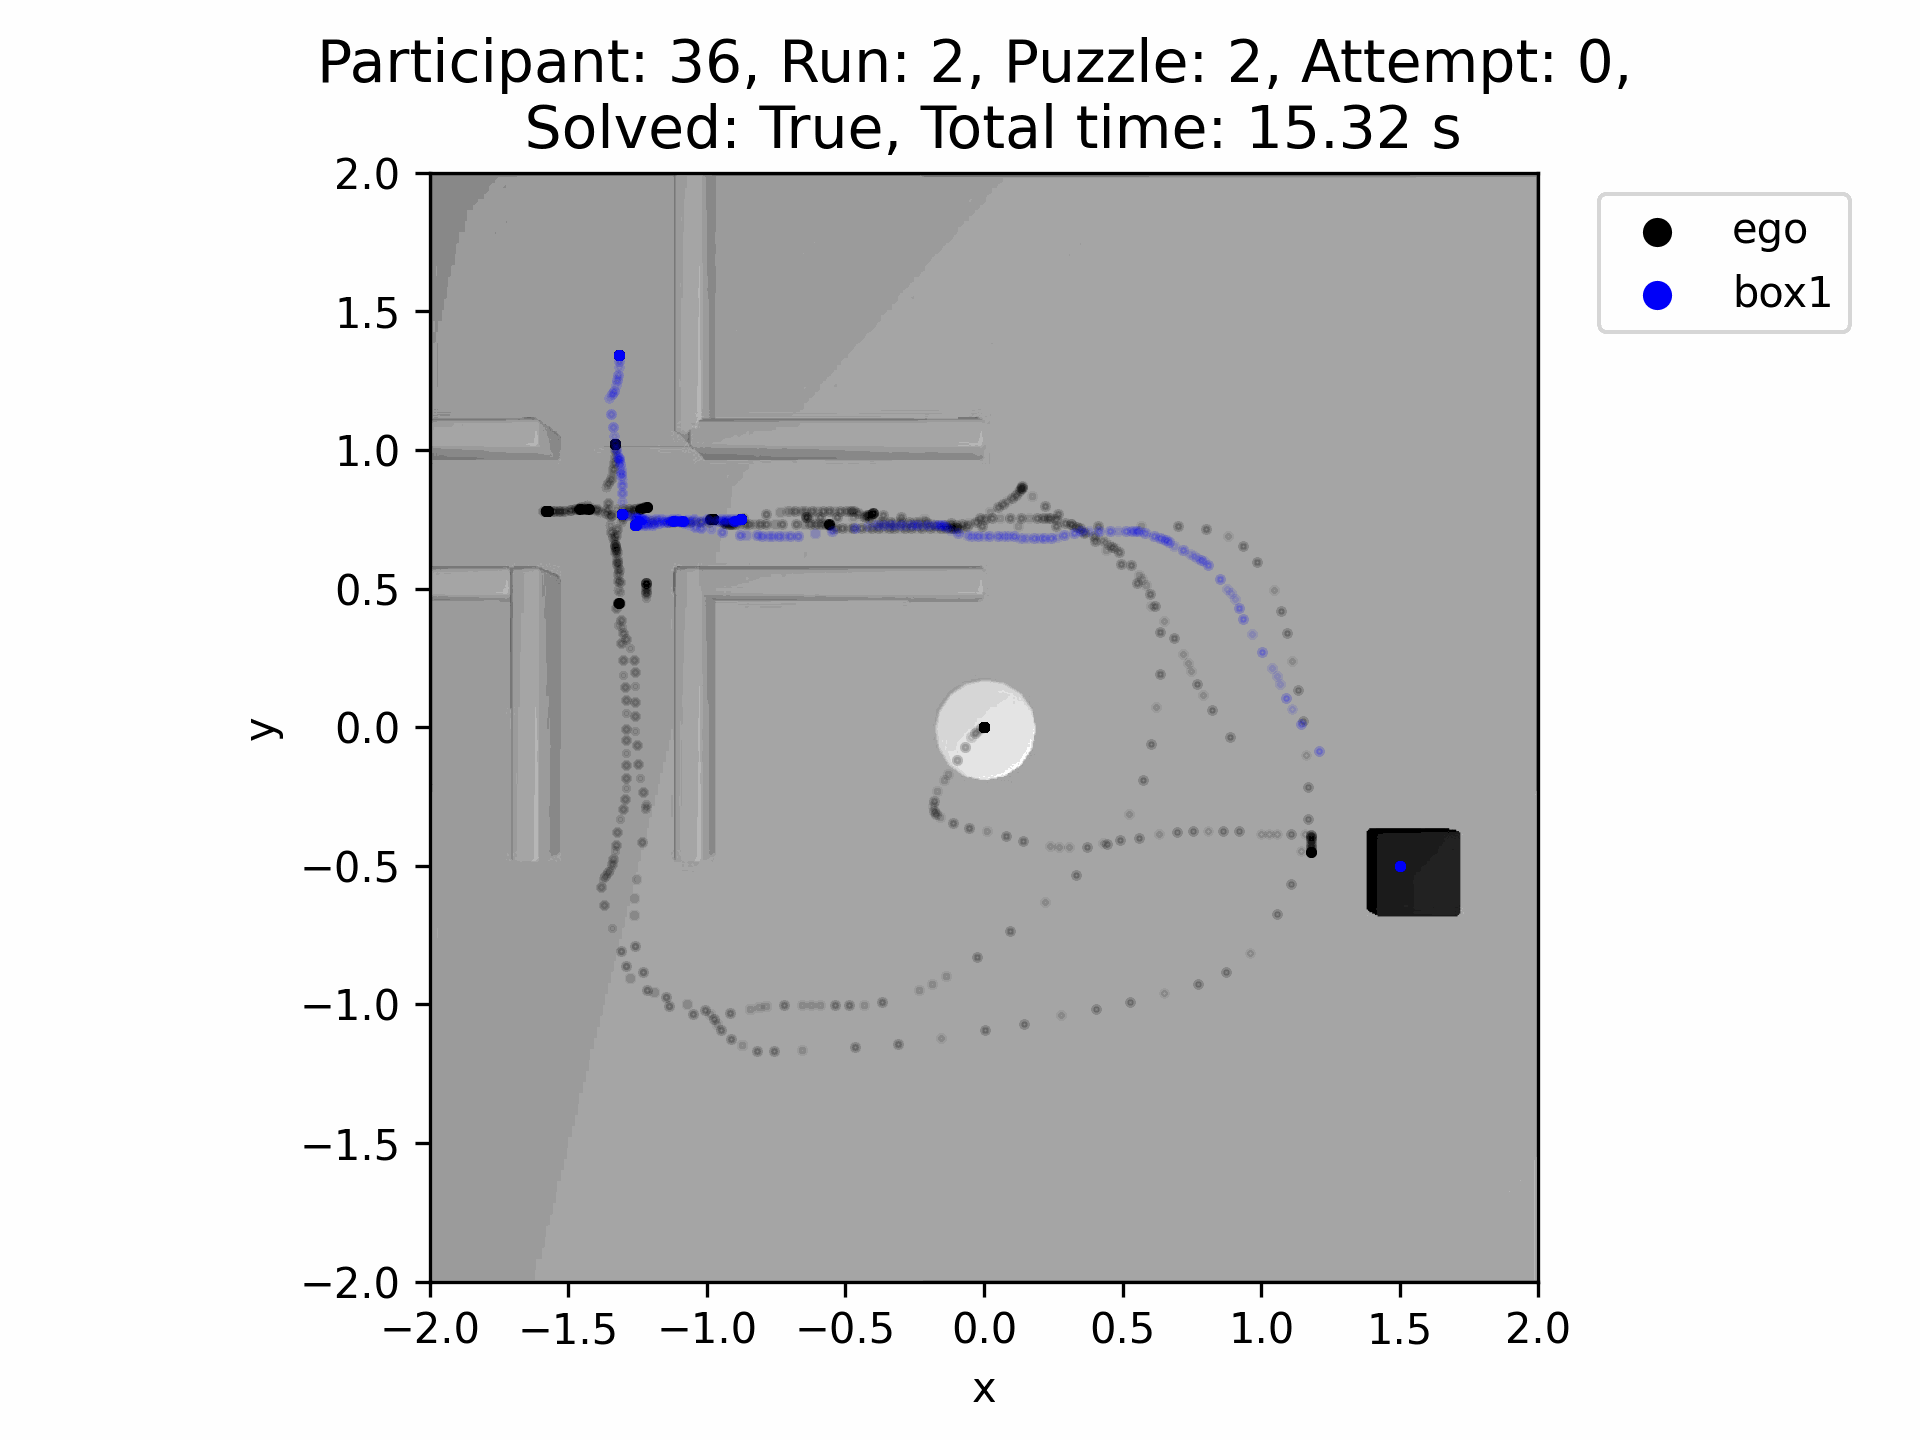 Participant: 36, Run: 2, Puzzle: 2, Attempt: 0,
Solved: True, Total time: 15.32 s
ego
box1
2.0
1.5
1.0
0.5
0.0
−0.5
−1.0
−1.5
−2.0
y
−2.0 −1.5 −1.0 −0.5 0.0 0.5 1.0 1.5 2.0
x